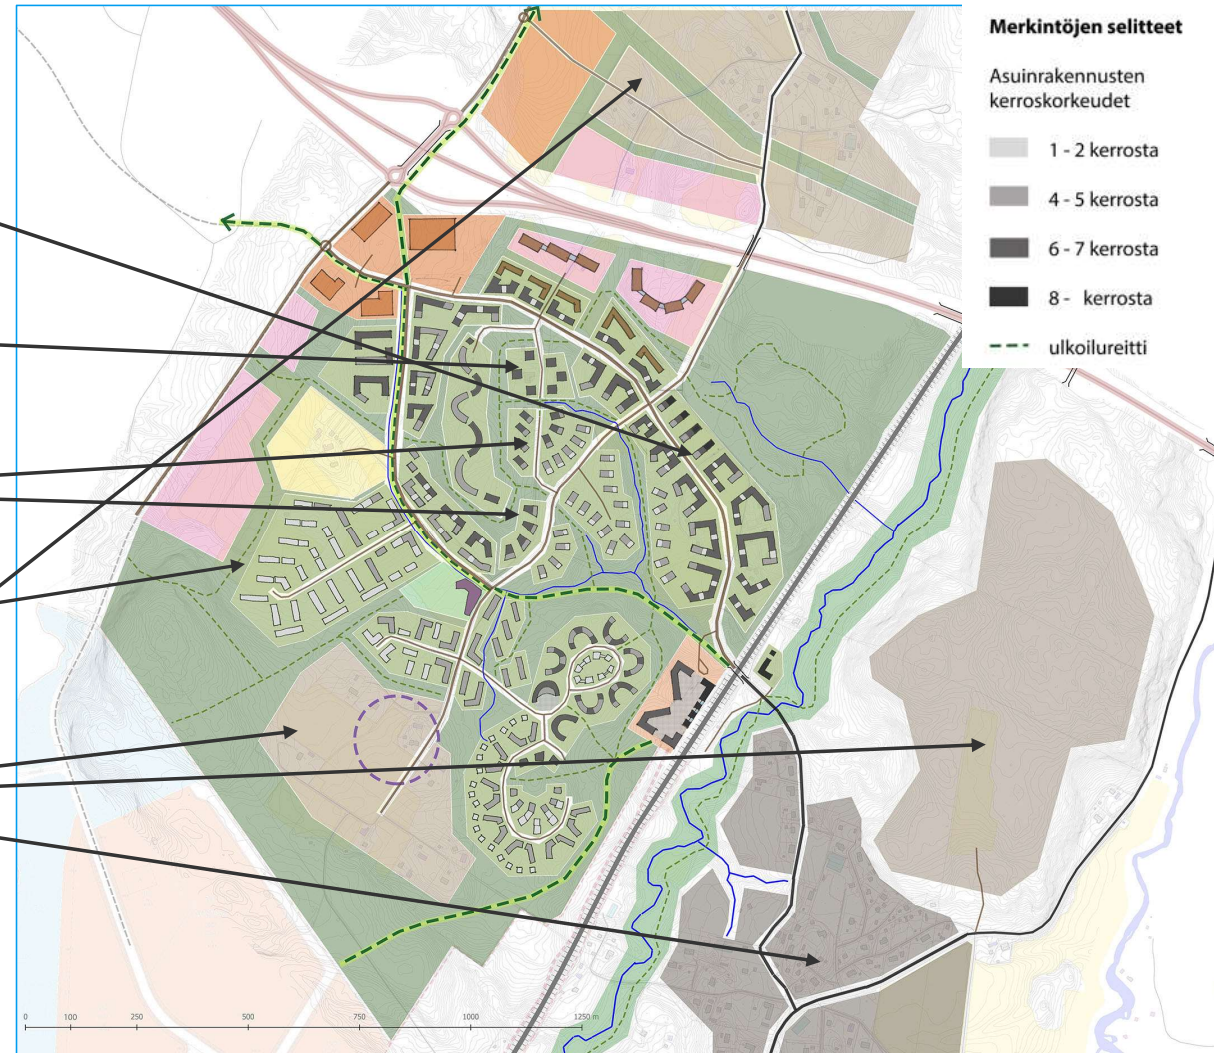 Merkintöjen selitteet
Asuinrakennusten
kerroskorkeudet
1 - 2 kerrosta
4 - 5 kerrosta
6 - 7 kerrosta
8 - kerrosta
ulkoilureitti
0 100 250 500 750 1000 1250 m